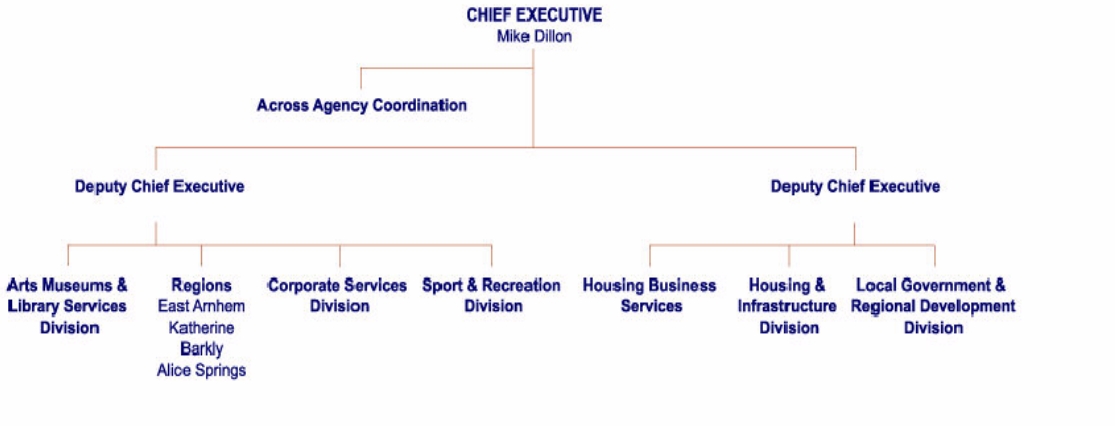 CHIEF EXECUTIVE
Mike Dillon
Across Agency Coordination
Deputy Chief Executive
Deputy Chief Executive
Arts Museums &
Library Services
Division
Regions
East Arnhem
Katherine
Barkly
Alice Springs
Corporate Services
Division
Sport & Recreation
Division
Housing Business
Services
Housing &
Infrastructure
Division
Local Government &
Regional Development
Division